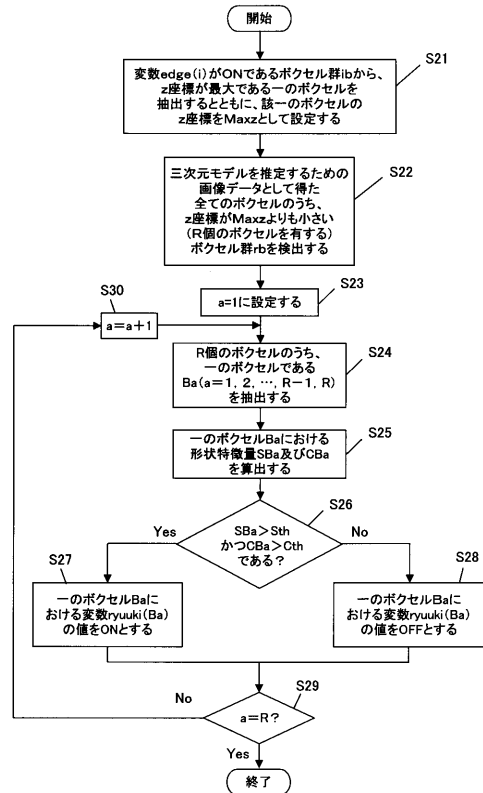 開始
S21
変数edge(i)がONであるボクセル群ibから、
z座標が最大である一のボクセルを
抽出するとともに、該一のボクセルの
z座標をMaxzとして設定する
S22
三次元モデルを推定するための
画像データとして得た
全てのボクセルのうち、
z座標がMaxzよりも小さい
(R個のボクセルを有する)
ボクセル群rbを検出する
S23
a=1に設定する
S30
a=a+1
S24
R個のボクセルのうち、
一のボクセルである
Ba(a=1, 2, …, R-1, R)
を抽出する
S25
一のボクセルBaにおける
形状特徴量SBa及びCBa
を算出する
S26
SBa>Sth
かつCBa>Cth
である?
Yes
No
S27
一のボクセルBaに
おける変数ryuuki(Ba)
の値をONとする
S28
一のボクセルBaに
おける変数ryuuki(Ba)
の値をOFFとする
S29
a=R?
No
Yes
終了